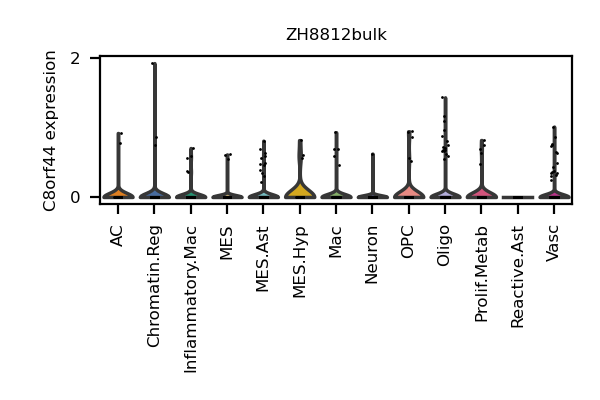 ZH8812bulk
C8orf44 expression
2
0
AC
Chromatin.Reg
Inflammatory.Mac
MES
MES.Ast
MES.Hyp
Mac
Neuron
OPC
Oligo
Prolif.Metab
Reactive.Ast
Vasc